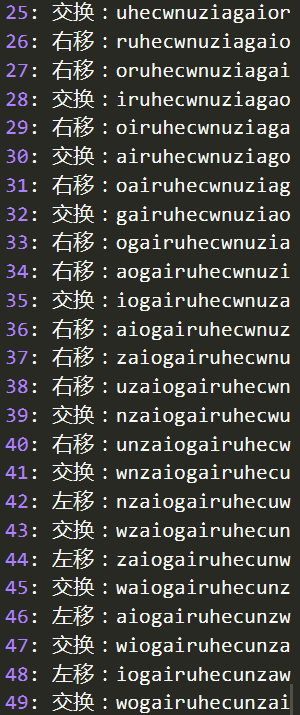 25: 交换：uhecwnuziagaior
26: 右移：ruhecwnuziagaio
27: 右移：oruhecwnuziagai
28: 交换：iruhecwnuziagao
29: 右移：oiruhecwnuziaga
30: 交换：airuhecwnuziago
31: 右移：oairuhecwnuziag
32: 交换：gairuhecwnuziao
33: 右移：ogairuhecwnuzia
34: 右移：aogairuhecwnuzi
35: 交换：iogairuhecwnuza
36: 右移：aiogairuhecwnuz
37: 右移：zaiogairuhecwnu
38: 右移：uzaiogairuhecwn
39: 交换：nzaiogairuhecwu
40: 右移：unzaiogairuhecw
41: 交换：wnzaiogairuhecu
42: 左移：nzaiogairuhecuw
43: 交换：wzaiogairuhecun
44: 左移：zaiogairuhecunw
45: 交换：waiogairuhecunz
46: 左移：aiogairuhecunzw
47: 交换：wiogairuhecunza
48: 左移：iogairuhecunzaw
49: 交换：wogairuhecunzai